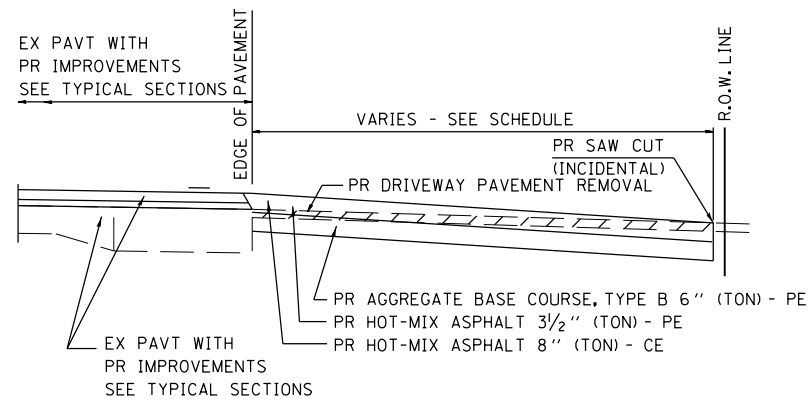 EX PAVT WITH
PR IMPROVEMENTS
SEE TYPICAL SECTIONS
EDGE OF PAVEMENT
VARIES - SEE SCHEDULE
R.O.W. LINE
PR SAW CUT
(INCIDENTAL)
PR DRIVEWAY PAVEMENT REMOVAL
PR AGGREGATE BASE COURSE, TYPE B 6" (TON) - PE
PR HOT-MIX ASPHALT 3 1/2" (TON) - PE
PR HOT-MIX ASPHALT 8" (TON) - CE
EX PAVT WITH
PR IMPROVEMENTS
SEE TYPICAL SECTIONS